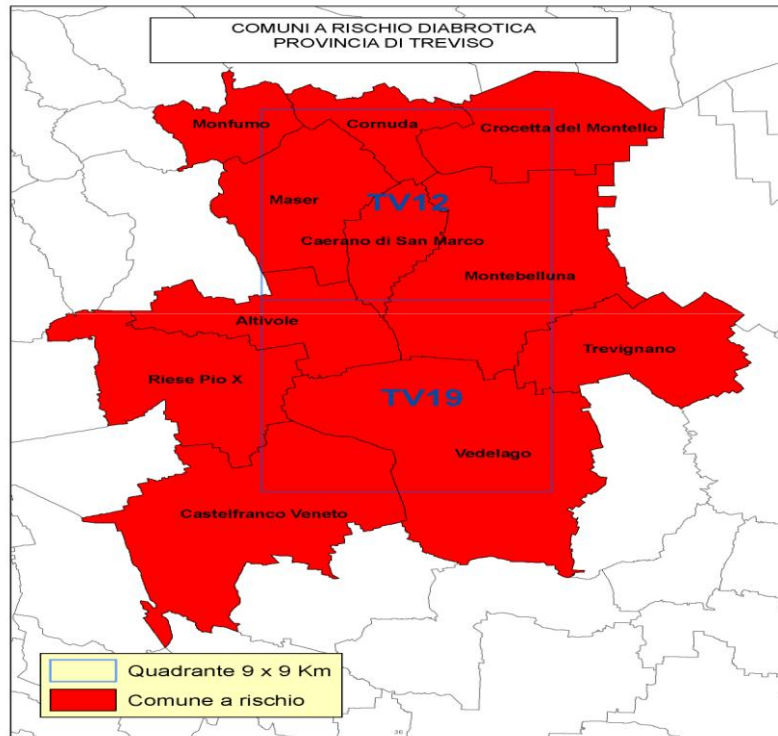 COMUNI A RISCHIO DIABROTICA
PROVINCIA DI TREVISO
Monfumo
Cornuda
Crocetta del Montello
Maser
TV12
Caerano di San Marco
Montebelluna
Altivole
Trevignano
Riese Pio X
TV19
Vedelago
Castelfranco Veneto
Quadrante 9 x 9 Km
Comune a rischio